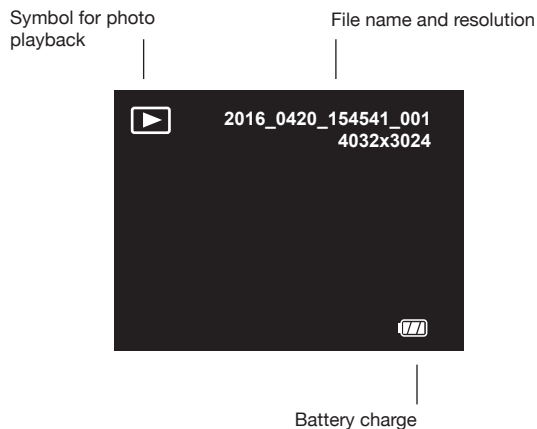 Symbol for photo
playback
File name and resolution
2016_0420_154541_001
4032x3024
Battery charge